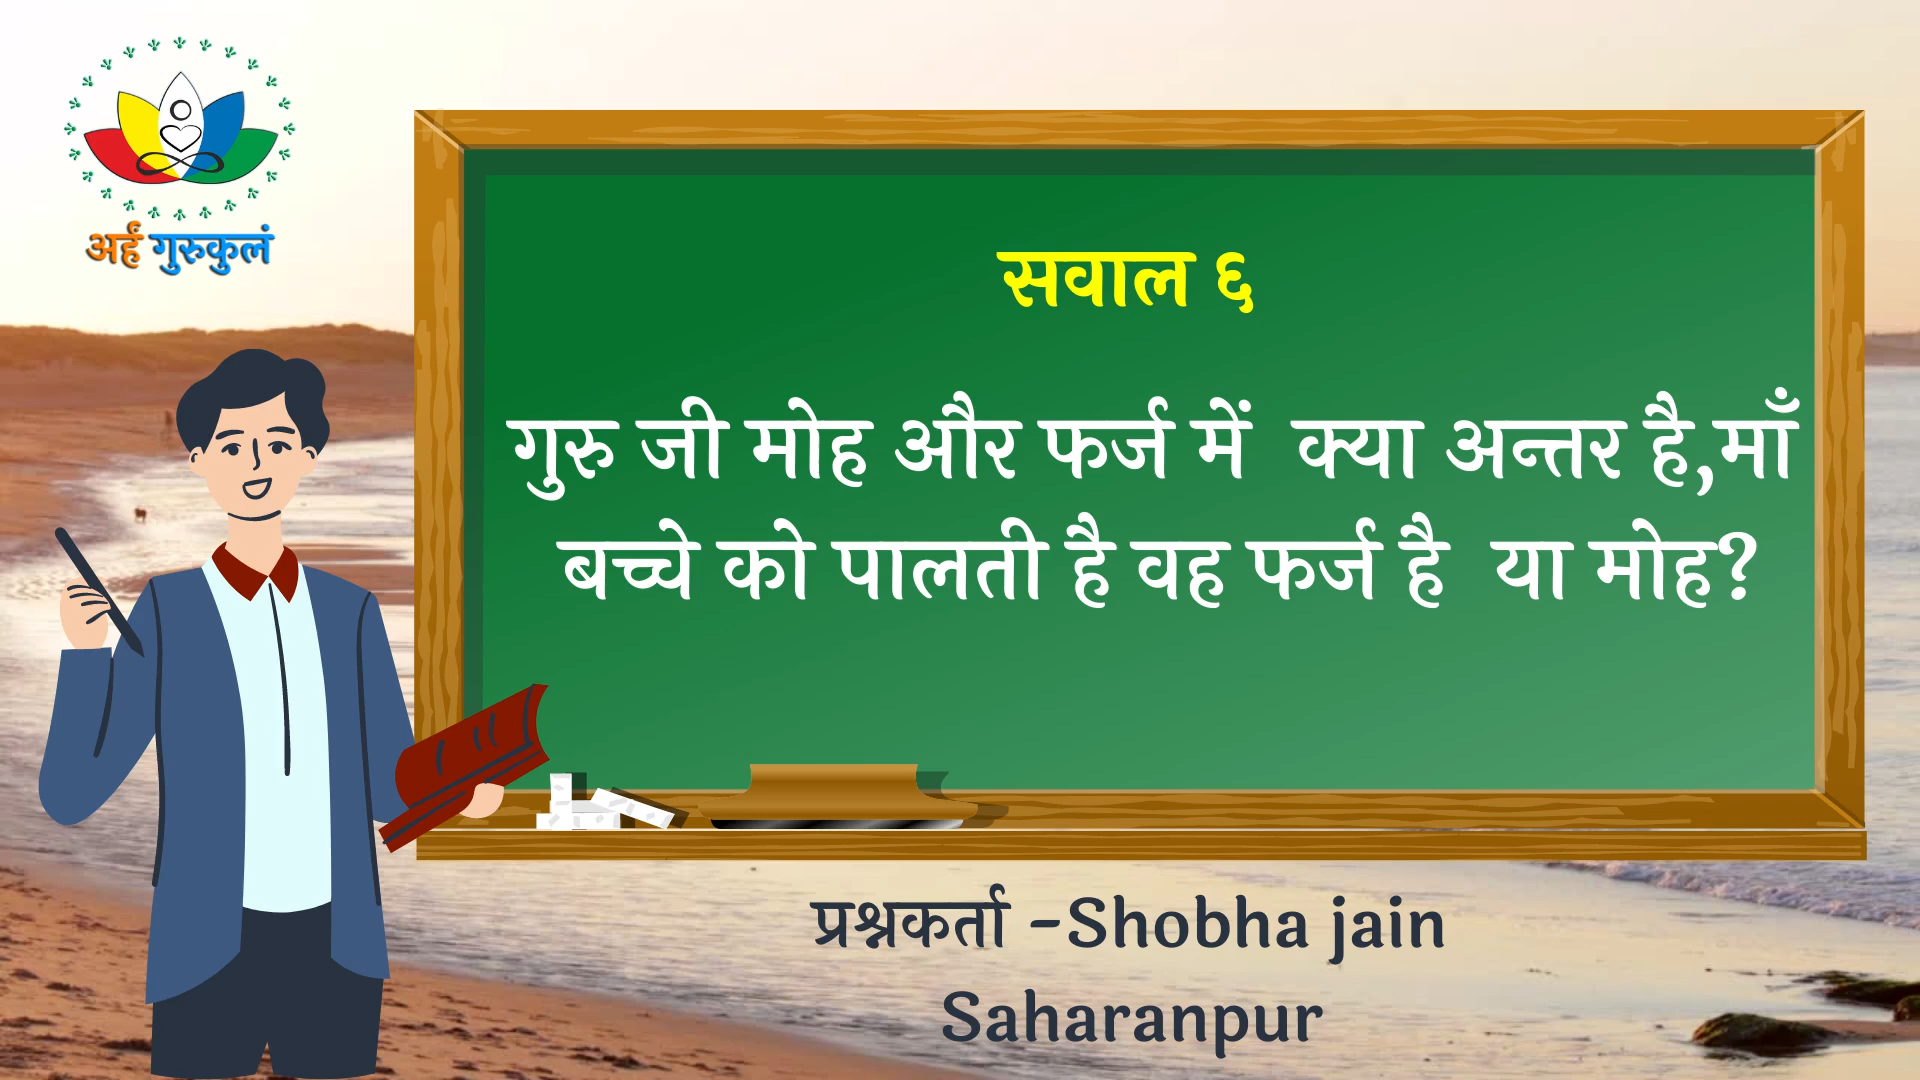 अर्हं गुरुकुलं
सवाल ६
गुरु जी मोह और फर्ज में क्या अन्तर है,माँ
बच्चे को पालती है वह फर्ज है या मोह?
प्रश्नकर्ता -Shobha jain
Saharanpur